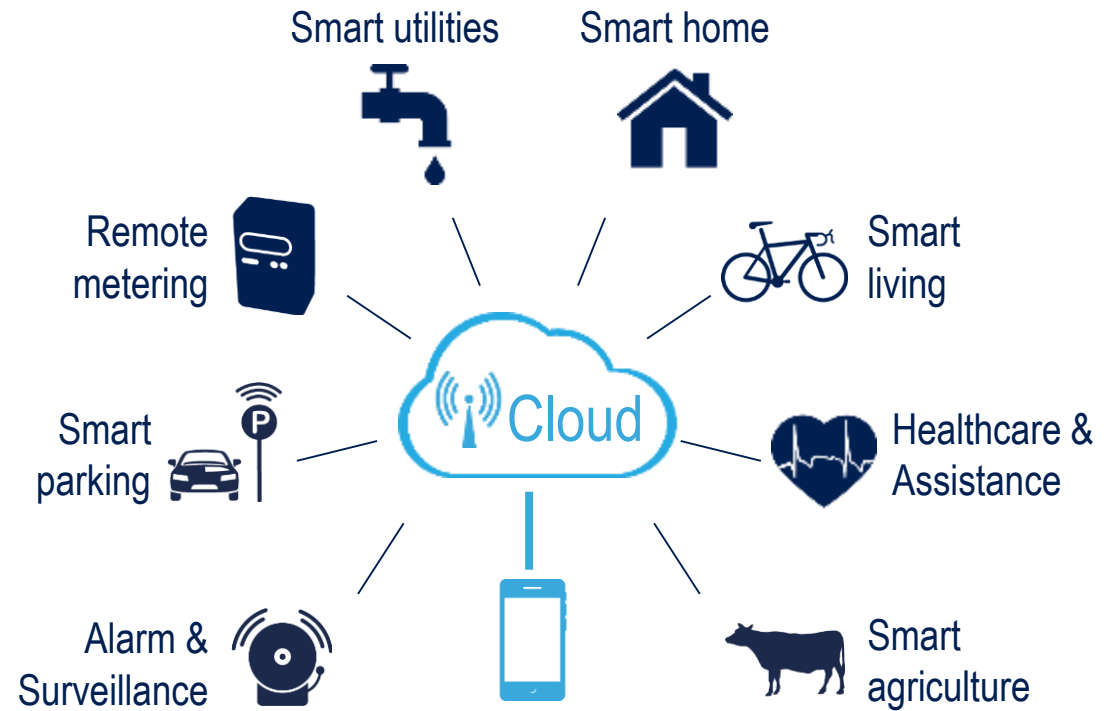 Smart utilities
Smart home
Remote
metering
Smart
living
Cloud
Smart
parking
P
Healthcare &
Assistance
Alarm &
Surveillance
Smart
agriculture